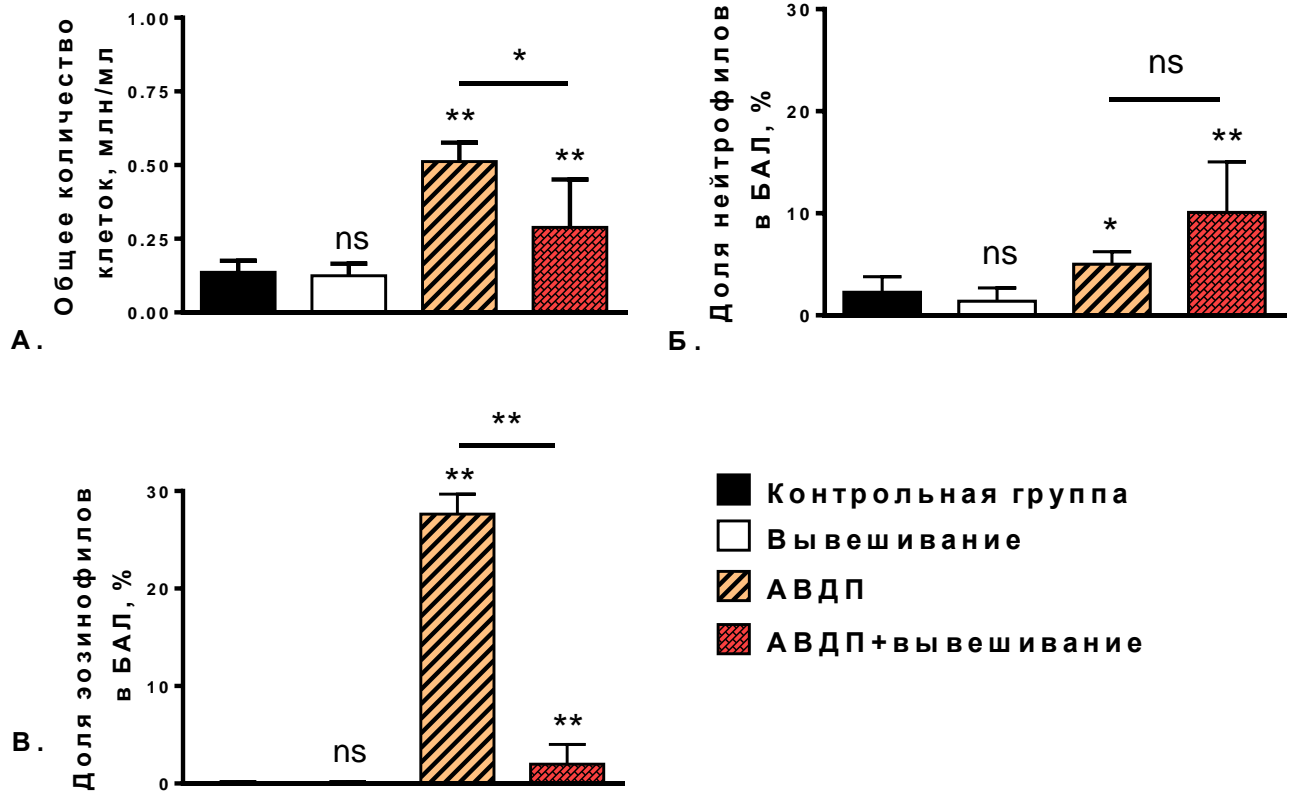 Общее количество
клеток, млн/мл
1.00
0.75
0.50
0.25
0.00
ns
**
**
*
А.
Доля нейтрофилов
в БАЛ, %
30
20
10
0
ns
*
**
ns
Б.
Доля эозинофилов
в БАЛ, %
30
20
10
0
ns
**
**
**
В.
Контрольная группа
Вывешивание
АВДП
АВДП+вывешивание